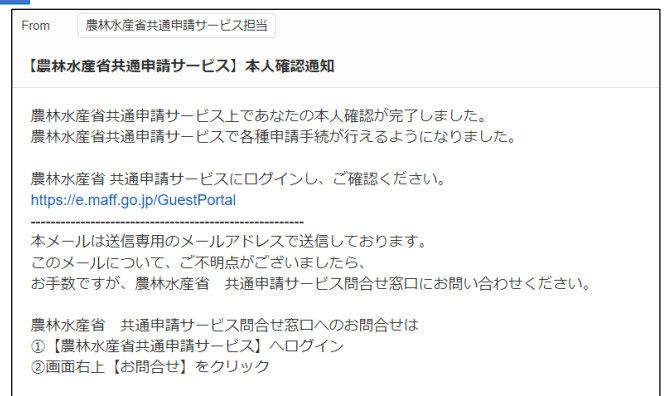 From 農林水産省共通申請サービス担当
【農林水産省共通申請サービス】本人確認通知
農林水産省共通申請サービス上であなたの本人確認が完了しました。
農林水産省共通申請サービスで各種申請手続が行えるようになりました。
農林水産省 共通申請サービスにログインし、ご確認ください。
https://e.maff.go.jp/GuestPortal
------------------------------------------------------
本メールは送信専用のメールアドレスで送信しております。
このメールについて、ご不明点がございましたら、
お手数ですが、農林水産省　共通申請サービス問合せ窓口にお問い合わせください。
農林水産省　共通申請サービス問合せ窓口へのお問合せは
①【農林水産省共通申請サービス】へログイン
②画面右上【お問合せ】をクリック